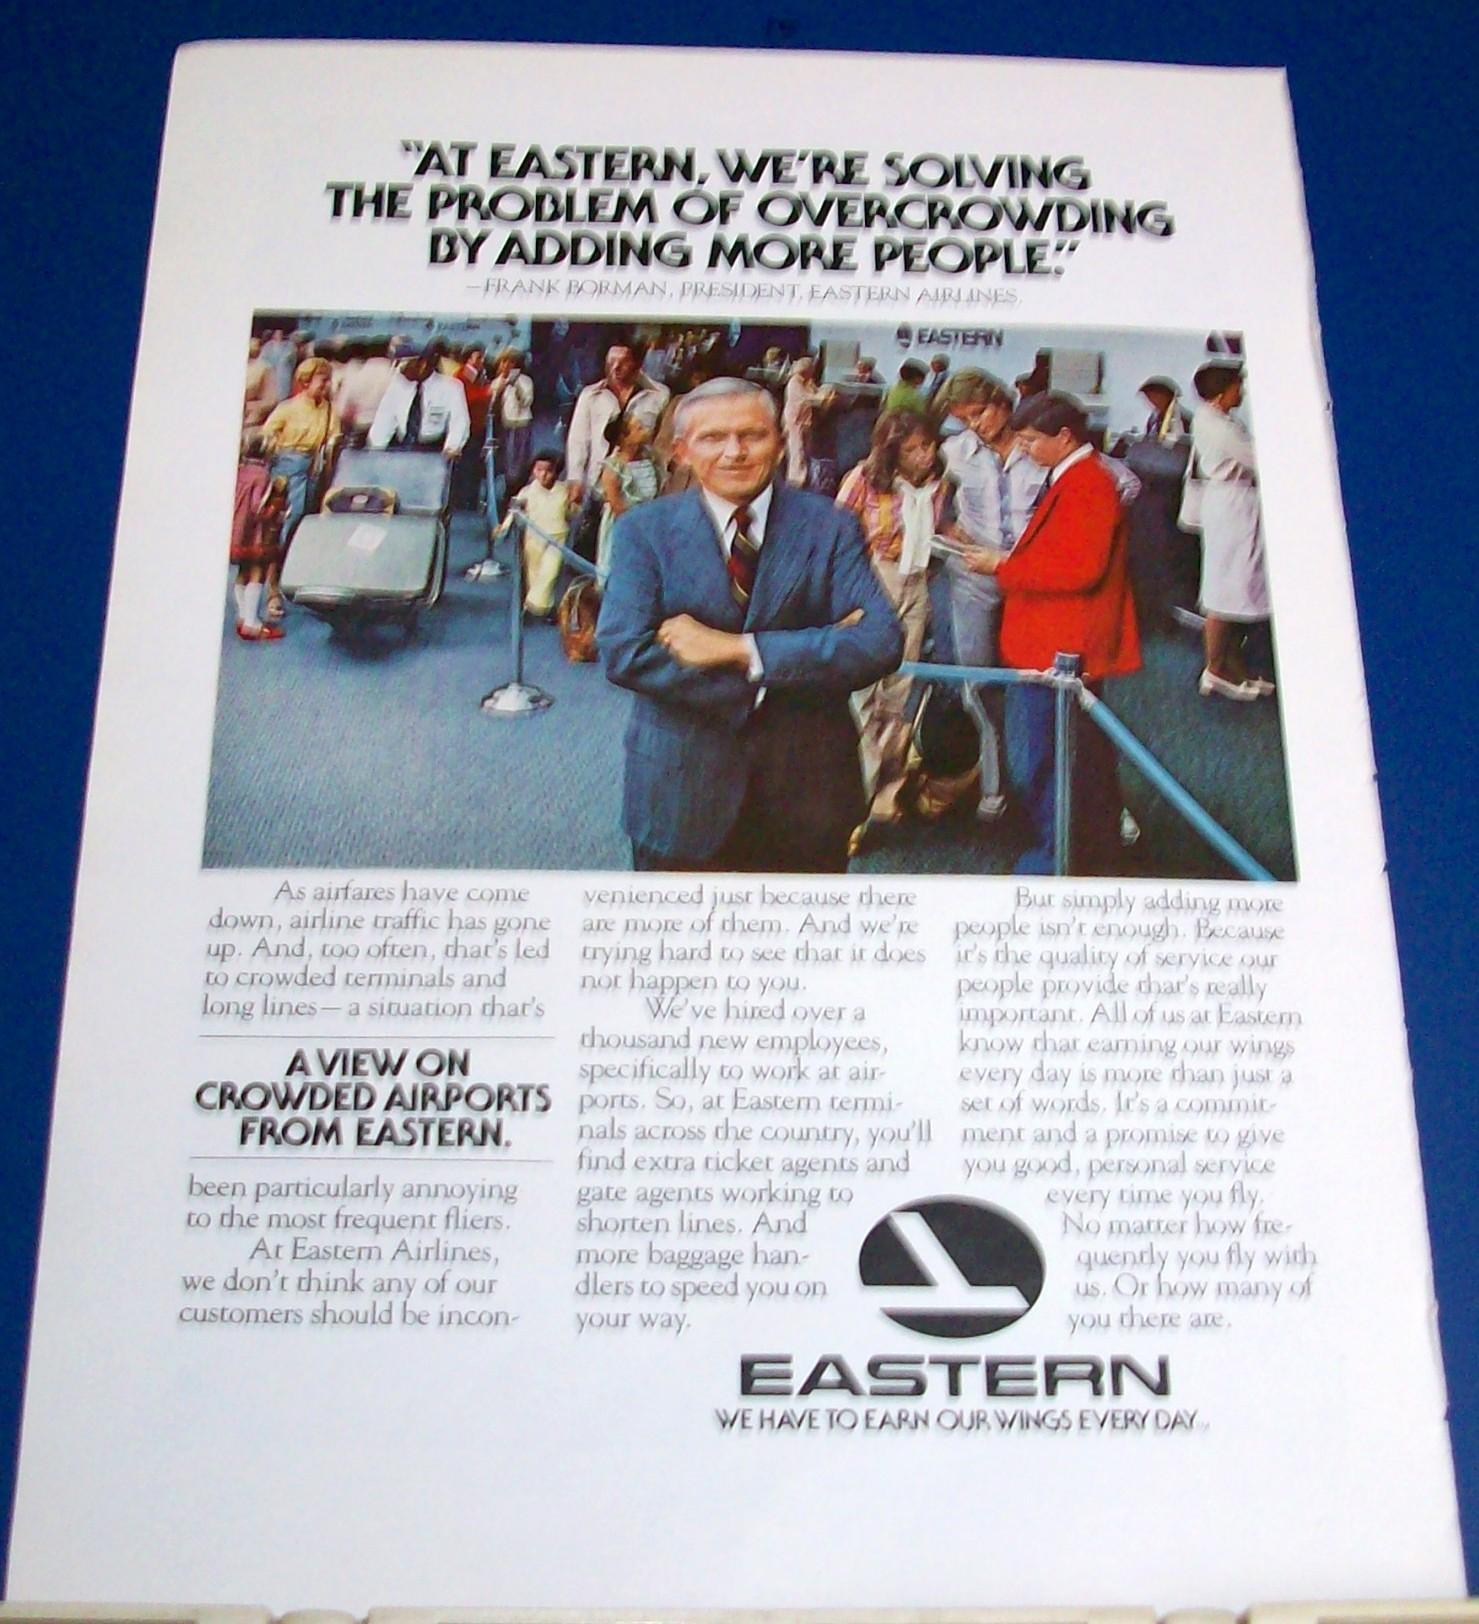 "AT EASTERN, WE'RE SOLVING
THE PROBLEM OF OVERCROWDING
BY ADDING MORE PEOPLE."
—FRANK BORMAN, PRESIDENT, EASTERN AIRLINES.
EASTERN
As airfares have come
down, airline traffic has gone
up. And, too often, that's led
to crowded terminals and
long lines—a situation that's
A VIEW ON
CROWDED AIRPORTS
FROM EASTERN.
been particularly annoying
to the most frequent fliers.
At Eastern Airlines,
we don't think any of our
customers should be incon-
venienced just because there
are more of them. And we're
trying hard to see that it does
not happen to you.
We've hired over a
thousand new employees,
specifically to work at air-
ports. So, at Eastern termi-
nals across the country, you'll
find extra ticket agents and
gate agents working to
shorten lines. And
more baggage han-
dlers to speed you on
your way.
But simply adding more
people isn't enough. Because
it's the quality of service our
people provide that's really
important. All of us at Eastern
know that earning our wings
every day is more than just a
set of words. It's a commit-
ment and a promise to give
you good, personal service
every time you fly.
No matter how fre-
quently you fly with
us. Or how many of
you there are.
EASTERN
WE HAVE TO EARN OUR WINGS EVERY DAY.